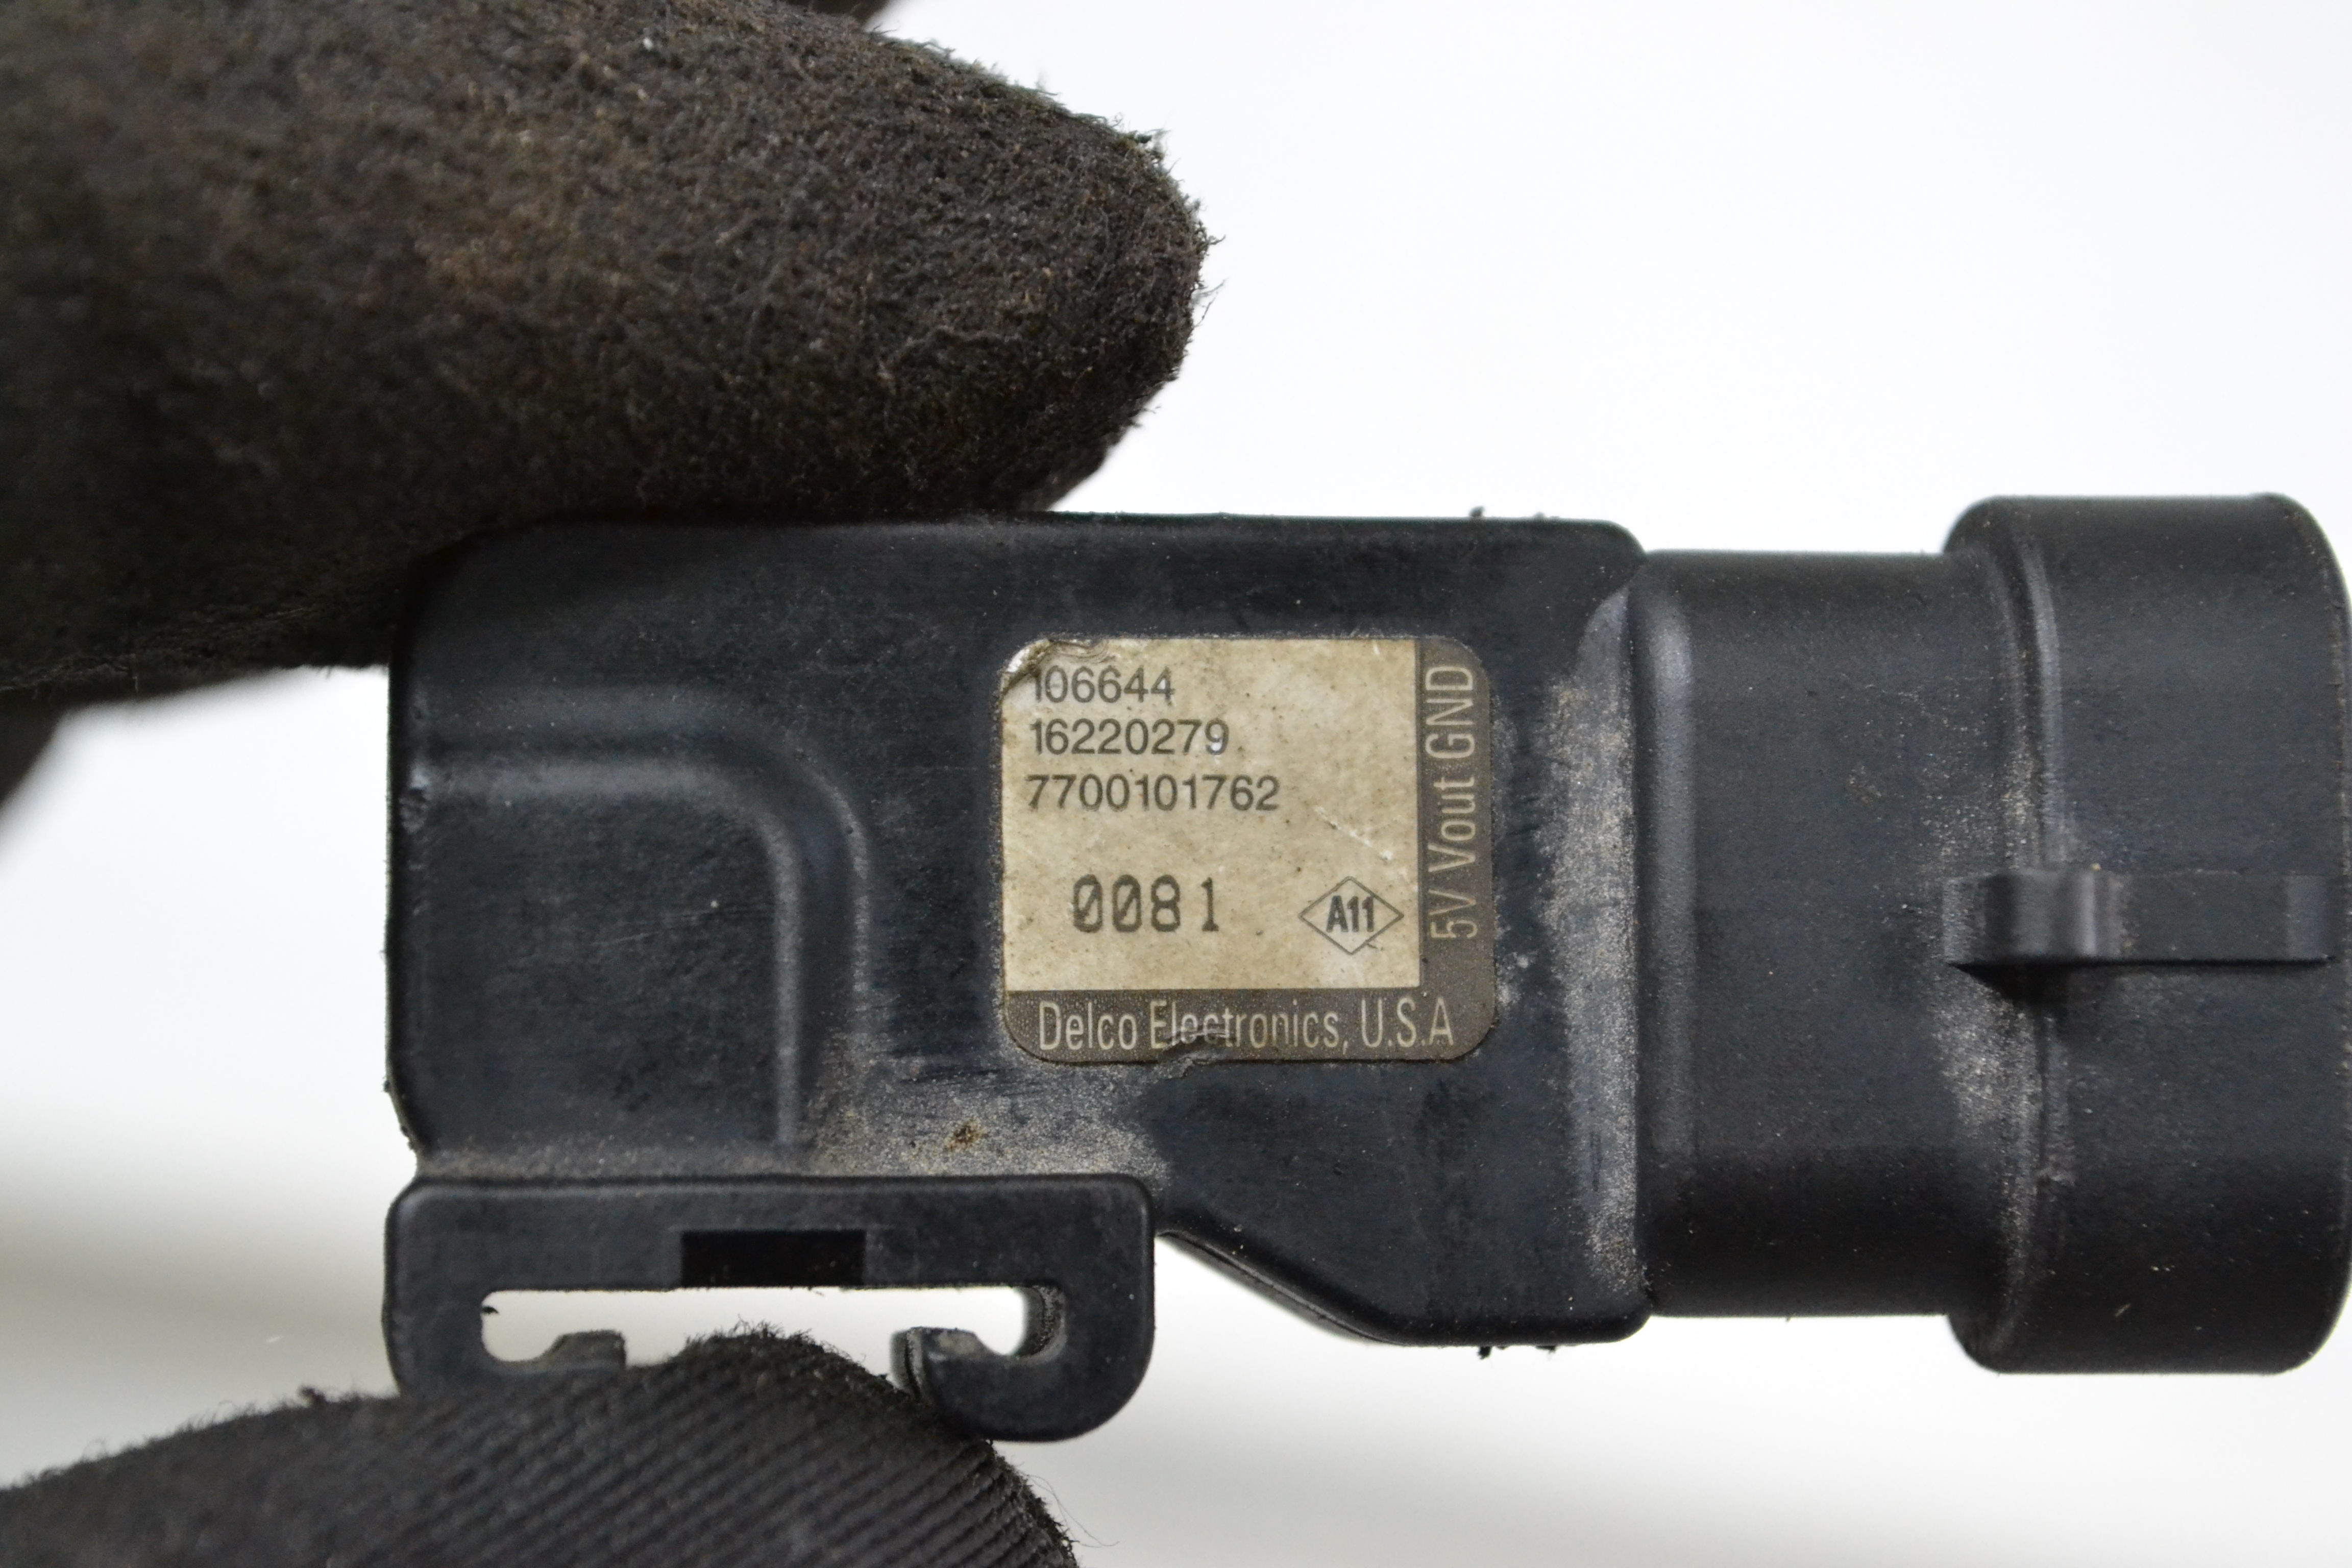 106644
16220279
7700101762
0081
A11
5V Vout GND
Delco Electronics, U.S.A